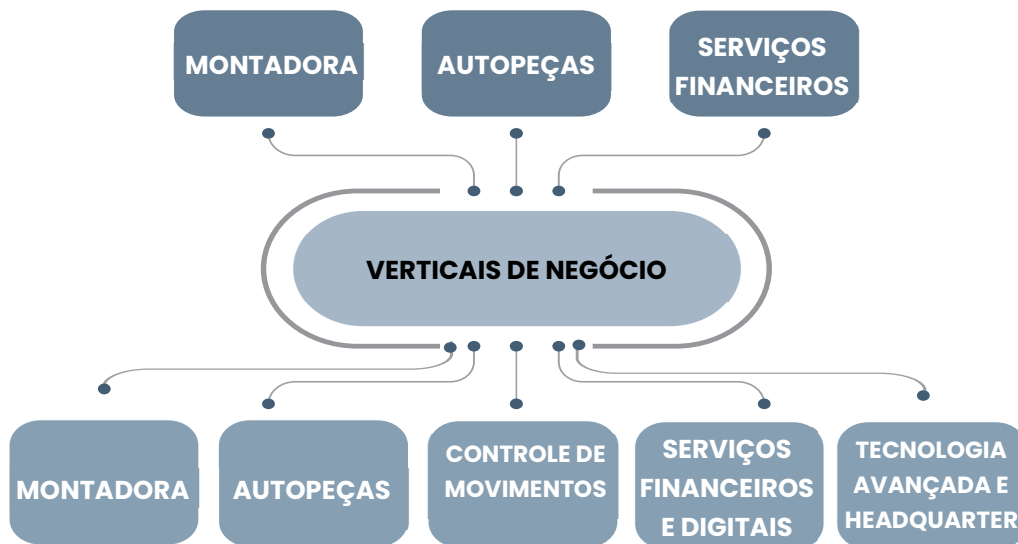 MONTADORA
AUTOPEÇAS
SERVIÇOS
FINANCEIROS
VERTICAIS DE NEGÓCIO
MONTADORA
AUTOPEÇAS
CONTROLE DE
MOVIMENTOS
SERVIÇOS
FINANCEIROS
E DIGITAIS
TECNOLOGIA
AVANÇADA E
HEADQUARTER